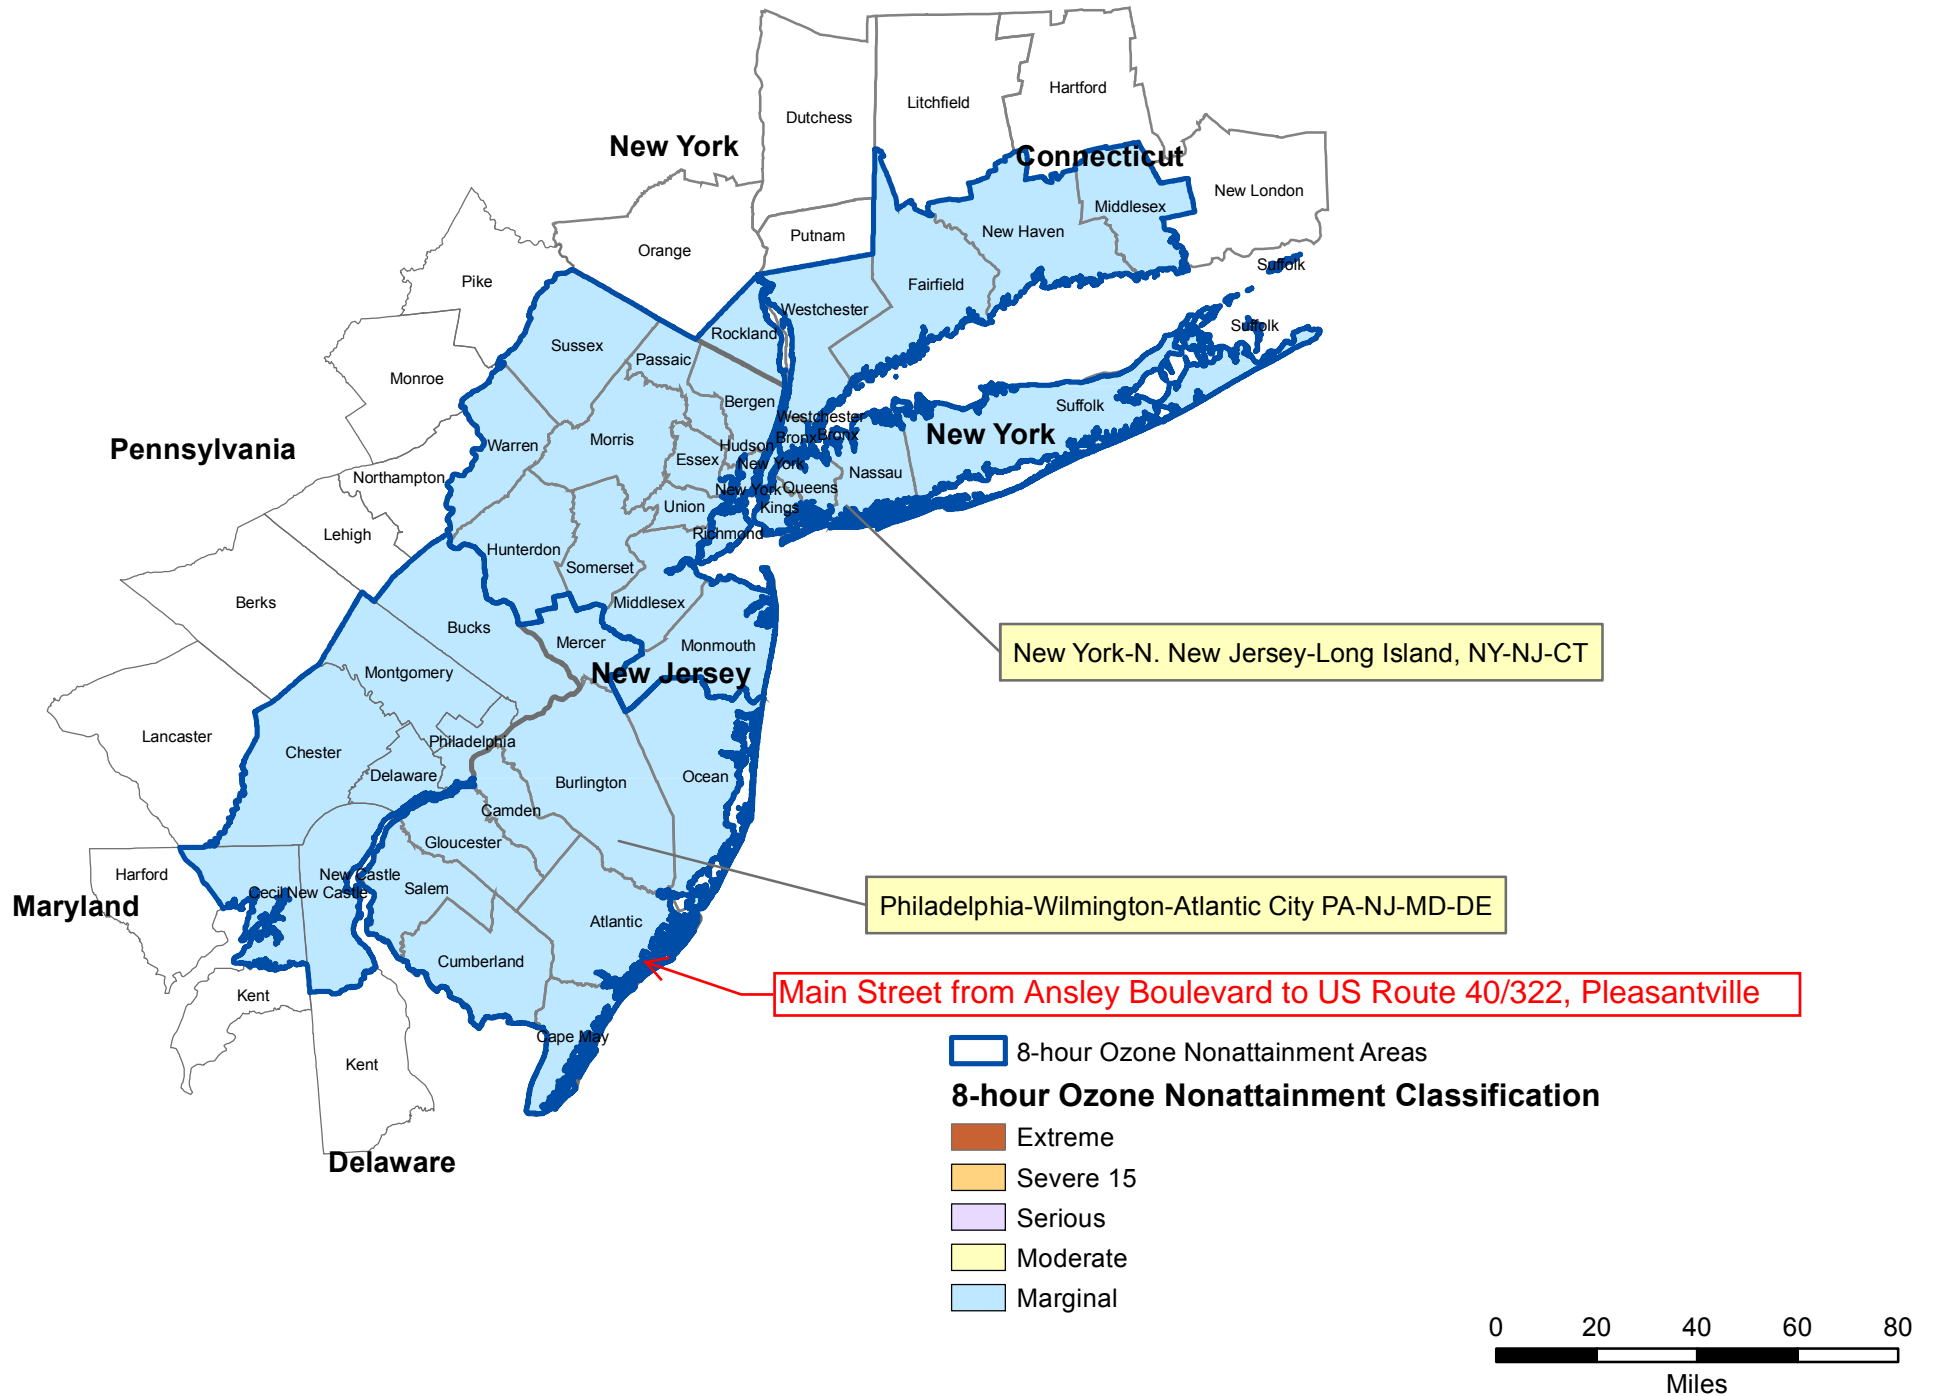 Hartford
Litchfield
Dutchess
New York
Connecticut
New London
Middlesex
New Haven
Putnam
Orange
Suffolk
Pike
Fairfield
Westchester
Suffolk
Rockland
Sussex
Passaic
Monroe
Bergen
Suffolk
Westchester
New York
Bronx
Bronx
Morris
Warren
Hudson
Pennsylvania
Essex
New York
Nassau
Northampton
New York
Queens
Union
Kings
Lehigh
Richmond
Hunterdon
Somerset
Berks
Middlesex
Bucks
Mercer
Monmouth
New York-N. New Jersey-Long Island, NY-NJ-CT
Montgomery
New Jersey
Lancaster
Philadelphia
Chester
Delaware
Ocean
Burlington
Camden
Gloucester
Harford
New Castle
Salem
Cecil
New Castle
Maryland
Philadelphia-Wilmington-Atlantic City PA-NJ-MD-DE
Atlantic
Cumberland
Main Street from Ansley Boulevard to US Route 40/322, Pleasantville
Kent
Cape May
Kent
8-hour Ozone Nonattainment Areas
8-hour Ozone Nonattainment Classification
Extreme
Delaware
Severe 15
Serious
Moderate
Marginal
0 20 40 60 80
Miles